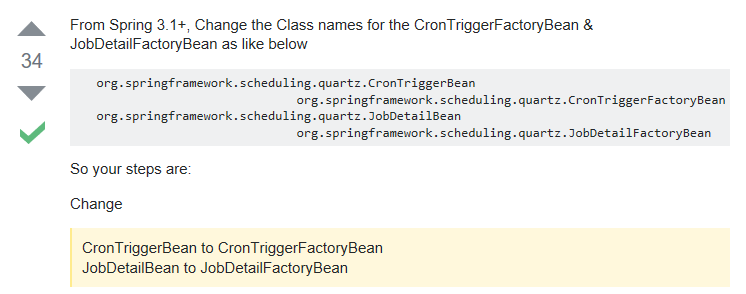 From Spring 3.1+, Change the Class names for the CronTriggerFactoryBean &
JobDetailFactoryBean as like below
34
org.springframework.scheduling.quartz.CronTriggerBean
org.springframework.scheduling.quartz.CronTriggerFactoryBean
org.springframework.scheduling.quartz.JobDetailBean
org.springframework.scheduling.quartz.JobDetailFactoryBean
So your steps are:
Change
CronTriggerBean to CronTriggerFactoryBean
JobDetailBean to JobDetailFactoryBean